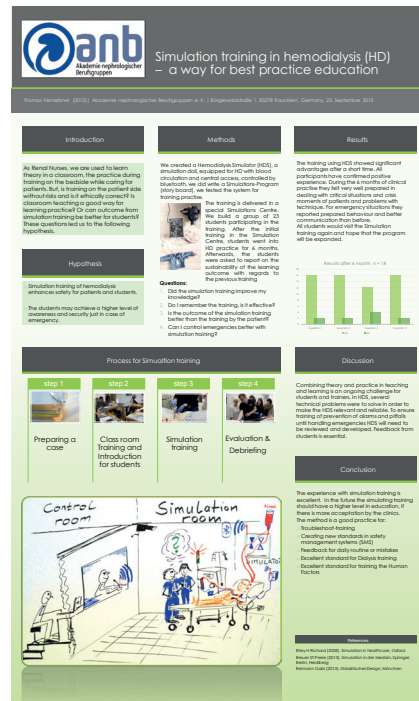 anb
Akademie nephrologischer
Berufsgruppen
Simulation training in hemodialysis (HD)
– a way for best practice education
Introduction
As Renal Nurses, we are used to learn
theory in a classroom, the practice during
training on the bedside while caring for
patients. But, is training on the patient side
without risks and is it ethically correct? Is
classroom teaching a good way for
learning practice? Or can outcome from
simulation training be better for students?
These questions led us to the following
hypothesis.
Hypothesis
Simulation training of hemodialysis
enhances safety for patients and students.
The students may achieve a higher level of
awareness and security just in case of
emergency.
Methods
We created a Hemodialysis Simulator (HDS), a
simulation doll, equipped for HD with blood
circulation and central access, controlled by
bluetooth, we did write a Simulations-Program
(story board), we tested the system for
training practise.
The training is delivered in a
special Simulations Centre.
We build a group of 23
students participating in the
training. After the initial
training in the Simulation
Centre, students went into
HD practice for 6 months.
Afterwards, the students
were asked to report on the
sustainability of the learning
outcome with regards to
the previous training
Questions:
1. Did the simulation training improve my
knowledge?
2. Do I remember the training, is it effective?
3. Is the outcome of the simulation training
better than the training by the patient?
4. Can I control emergencies better with
simulation training?
Results
The training using HDS showed significant
advantages after a short time. All
participants have confirmed positive
experience. During the 6 months of clinical
practice they felt very well prepared in
dealing with critical situations and crisis
moments of patients and problems with
technique. For emergency situations they
reported prepared behaviour and better
communication than before.
All students would visit the Simulation
training again and hope that the program
will be expanded.
Results after 6 month n = 18
Process for Simualtion training
step 1
step 2
step 3
step 4
Preparing a
case
Class room
Training and
Introduction
for students
Simulation
training
Evaluation &
Debriefing
Control
room
Simulation
room
Discussion
Combining theory and practice in teaching
and learning is an ongoing challenge for
students and trainers. In HDS, several
technical problems were to solve in order to
make the HDS relevant and reliable. To ensure
training of prevention of alarms and pitfalls
until handling emergencies HDS will need to
be reviewed and developed. Feedback from
students is essential.
Conclusion
The experience with simulation training is
excellent. In the future the simulating training
should have a higher level in education, if
there is more acceptation by the clinics.
The method is a good practice for:
- Troubleshoot-training
- Creating new standards in safety
management systems (SMS)
- Feedback for daily routine or mistakes
- Excellent standard for Dialysis training
- Excellent standard for training the Human
Factors
References